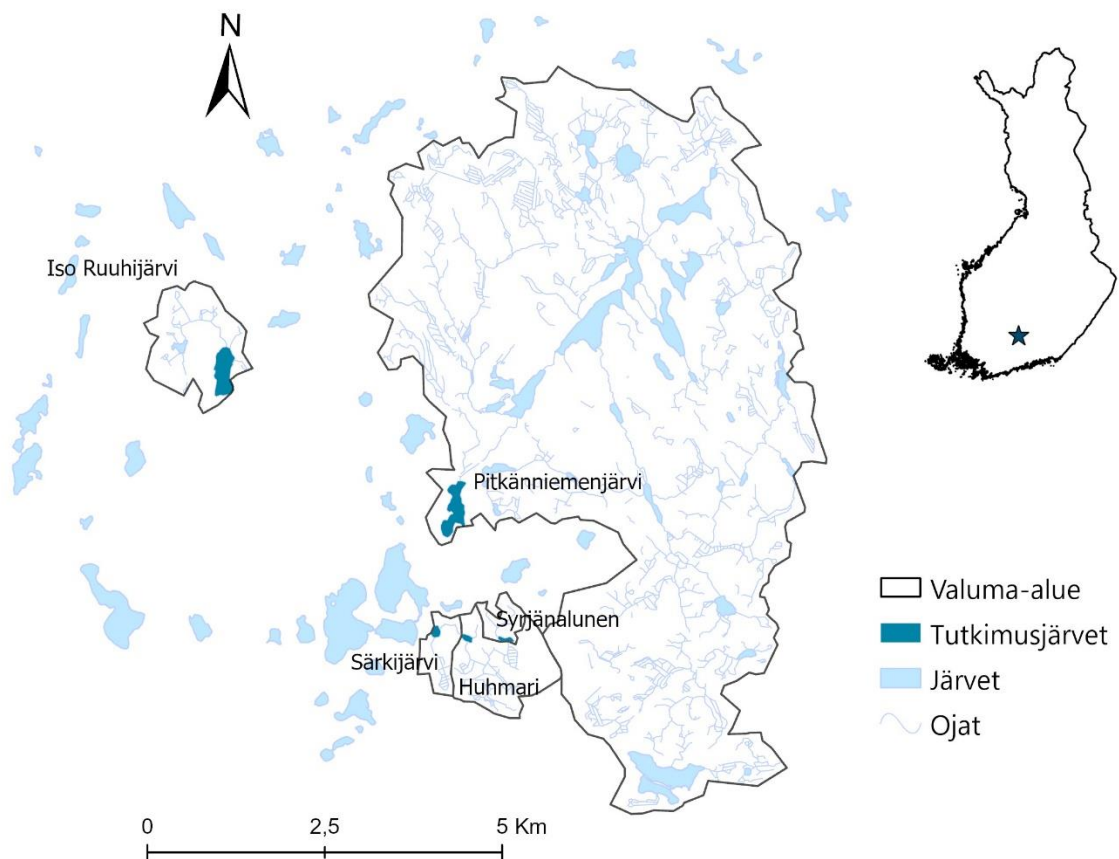 N
Iso Ruuhijärvi
Pitkänniemenjärvi
Syrjänalunen
Särkijärvi
Huhmari
Valuma-alue
Tutkimusjärvet
Järvet
Ojat
0 2,5 5 Km